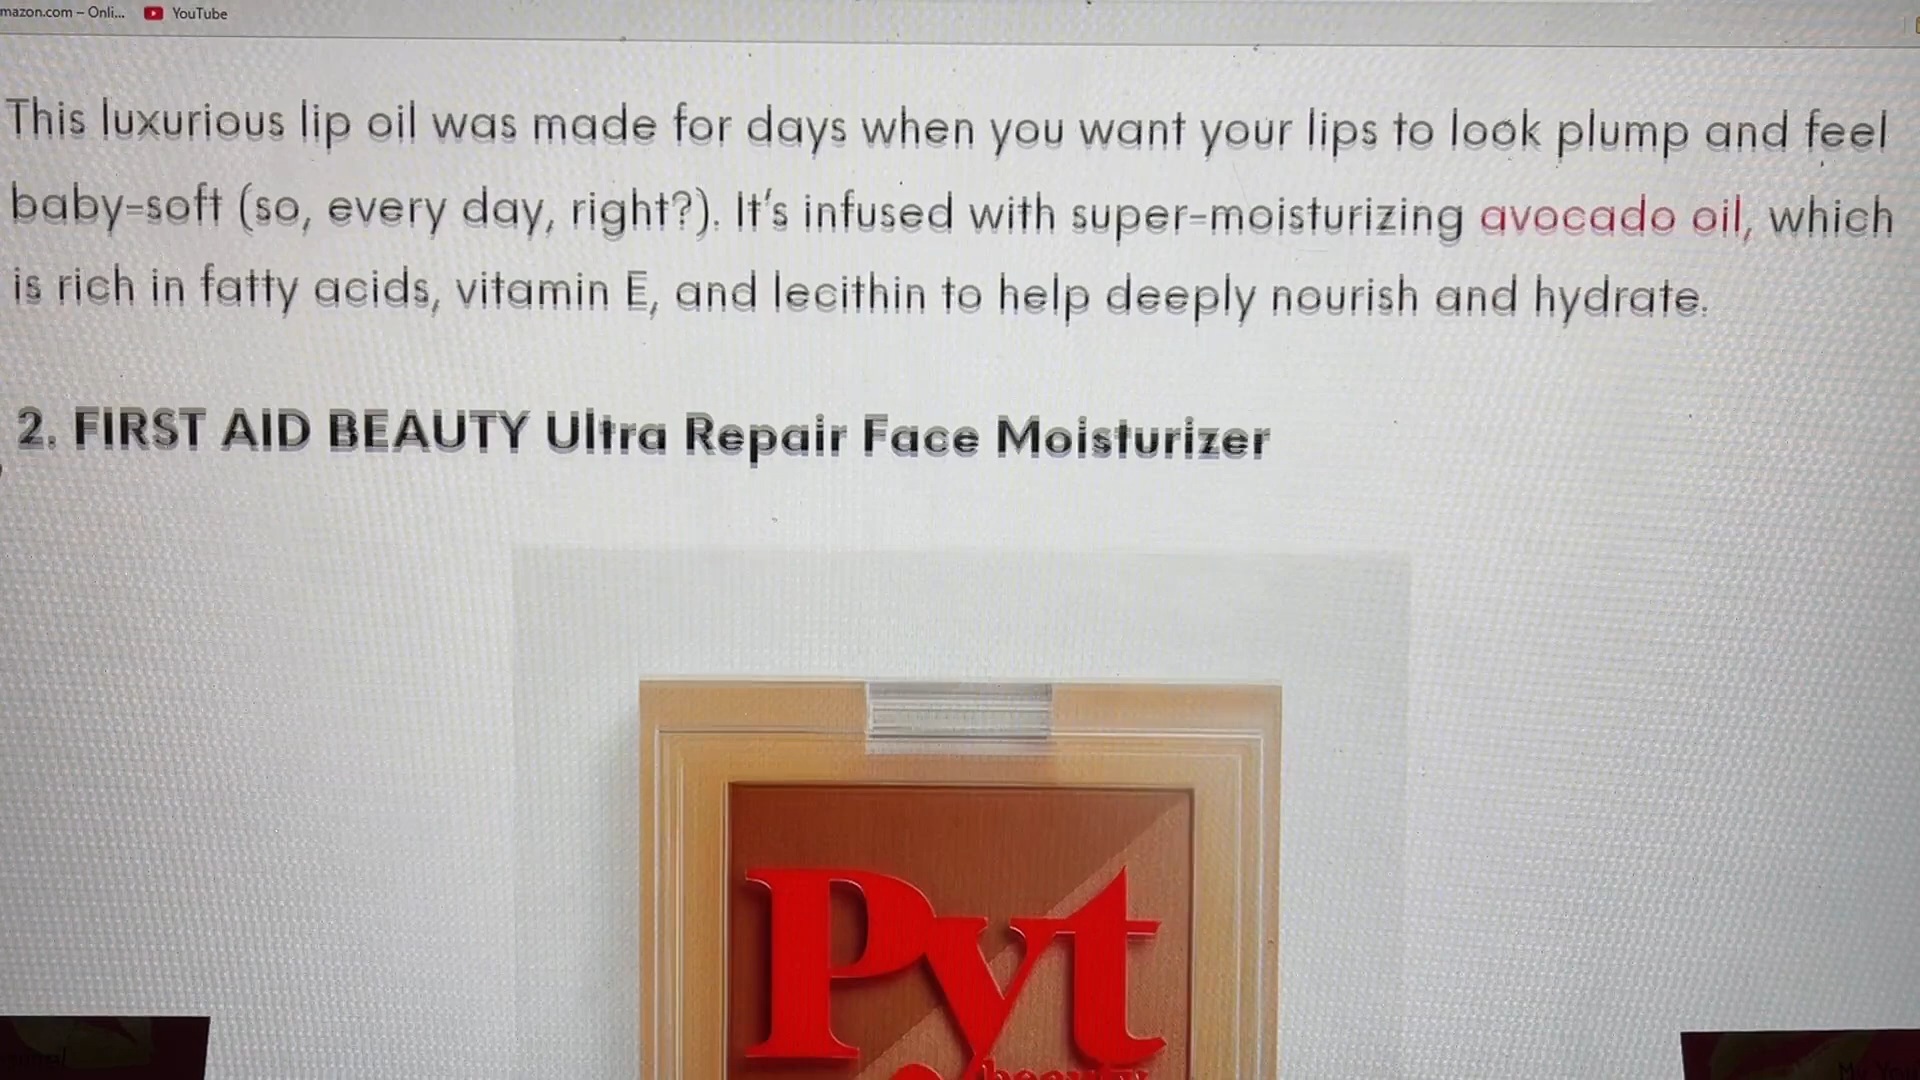 mazon.com – Onli... YouTube
This luxurious lip oil was made for days when you want your lips to look plump and feel
baby-soft (so, every day, right?). It's infused with super-moisturizing avocado oil, which
is rich in fatty acids, vitamin E, and lecithin to help deeply nourish and hydrate.
2. FIRST AID BEAUTY Ultra Repair Face Moisturizer
Pyt
beauty